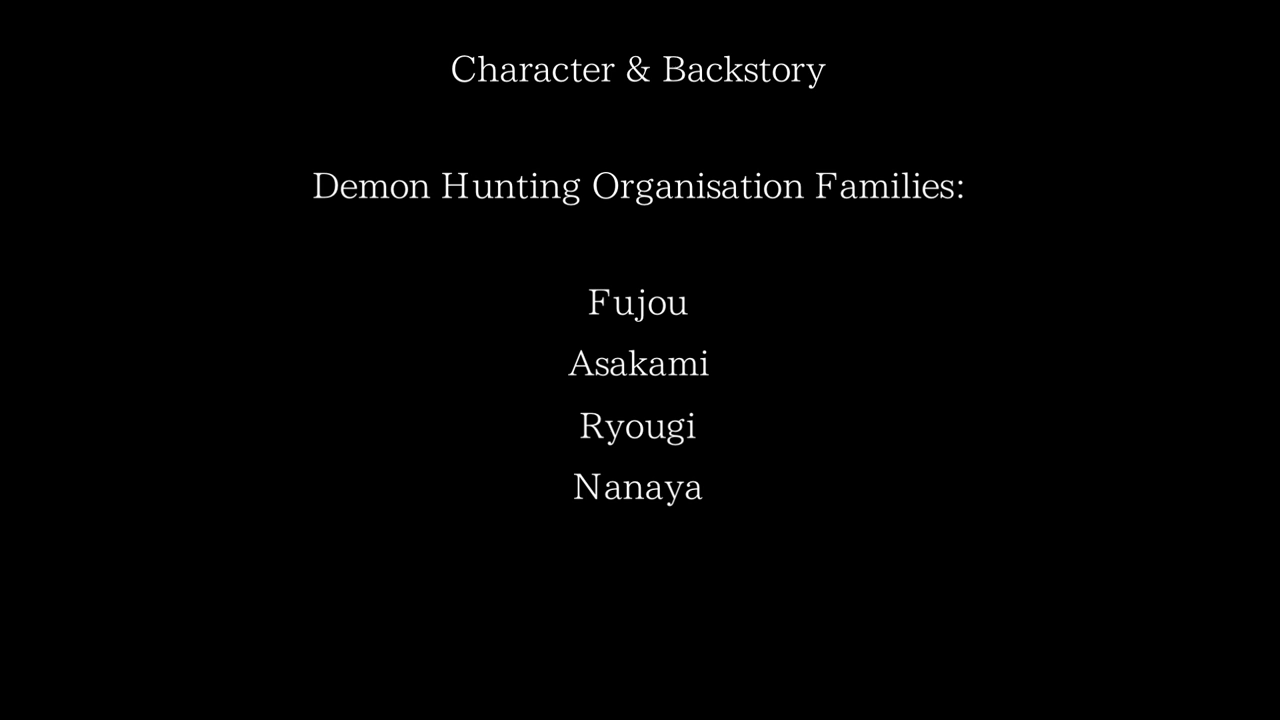 Character & Backstory
Demon Hunting Organisation Families:
Fujou
Asakami
Ryougi
Nanaya